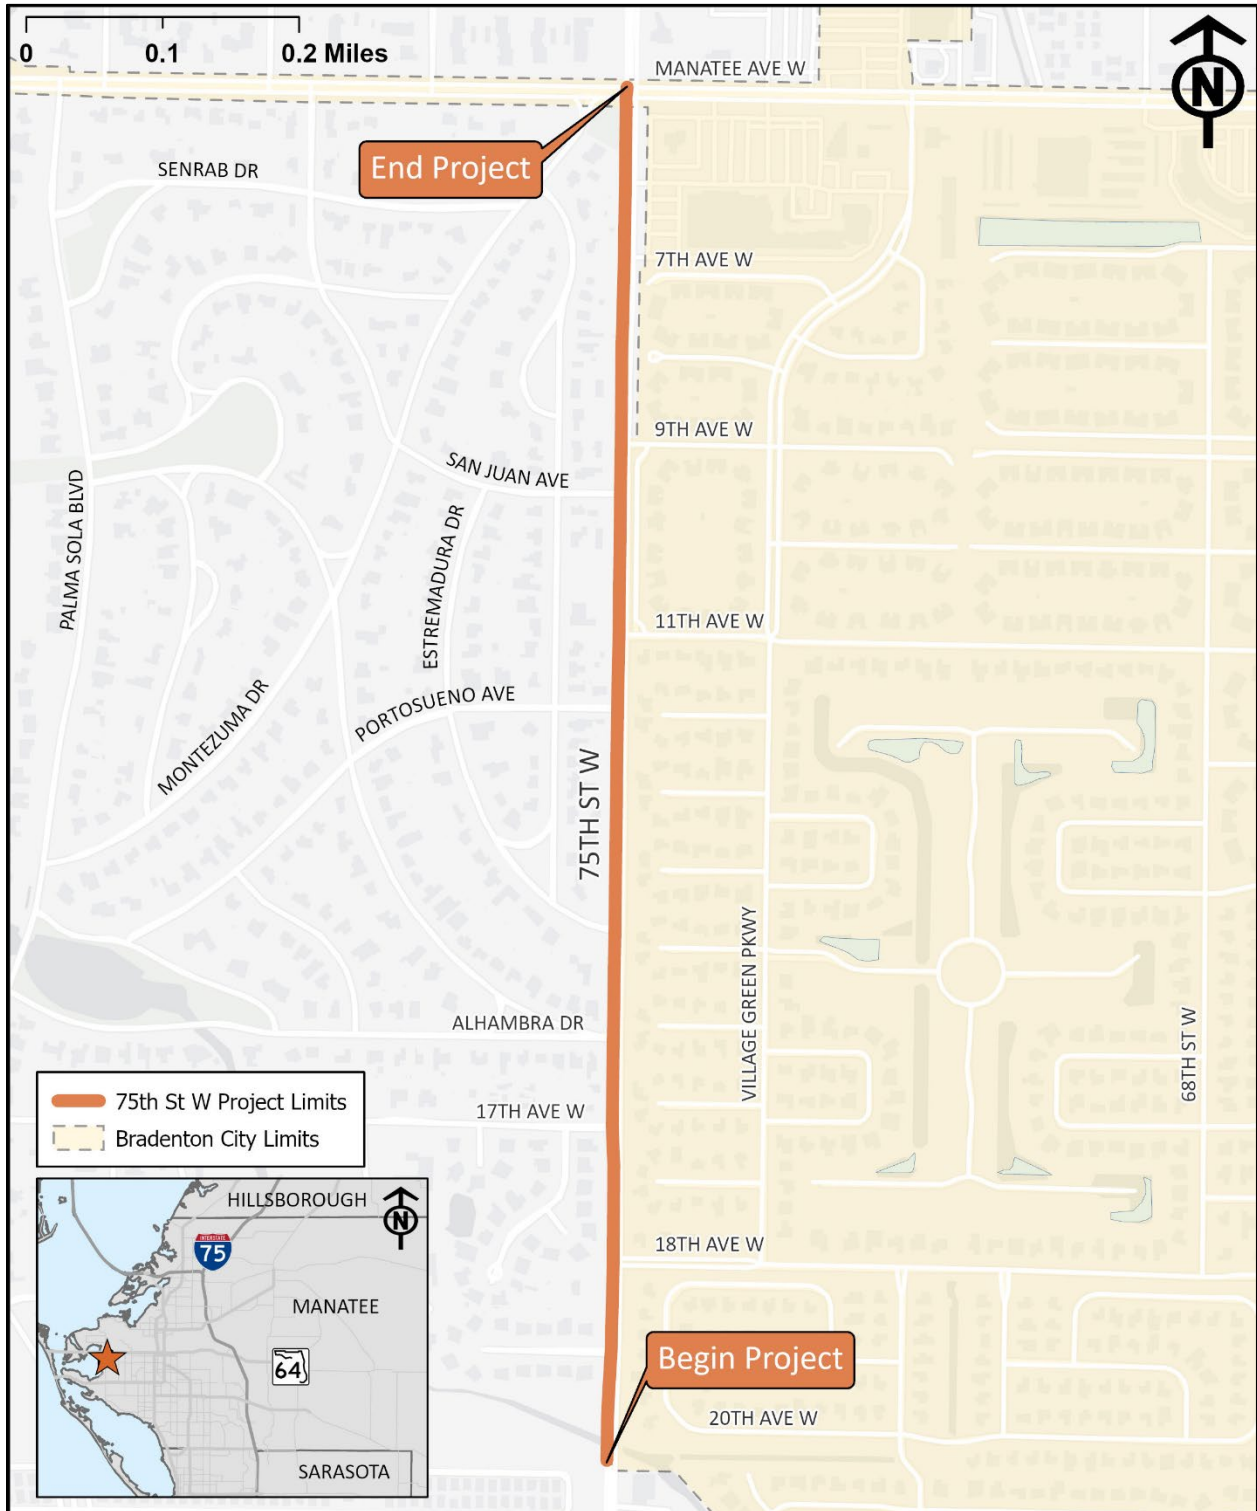 0 0.1 0.2 Miles
MANATEE AVE W
N
End Project
SENRAB DR
7TH AVE W
9TH AVE W
SAN JUAN AVE
PALMA SOLA BLVD
ESTREMADURA DR
11TH AVE W
PORTOSUENO AVE
MONTEZUMA DR
75TH ST W
VILLAGE GREEN PKWY
ALHAMBRA DR
68TH ST W
75th St W Project Limits
Bradenton City Limits
17TH AVE W
18TH AVE W
HILLSBOROUGH
N
INTERSTATE
75
MANATEE
64
SARASOTA
Begin Project
20TH AVE W